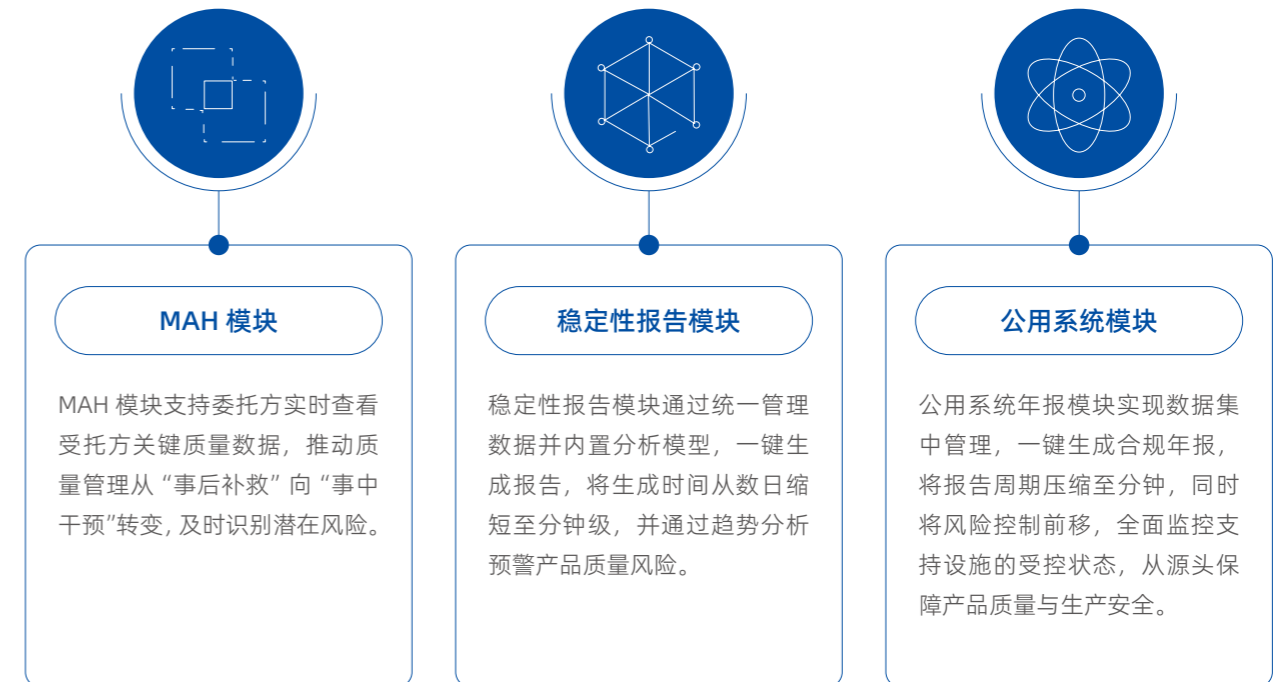 MAH 模块
MAH 模块支持委托方实时查看
受托方关键质量数据，推动质
量管理从“事后补救”向“事中
干预”转变，及时识别潜在风险。
稳定性报告模块
稳定性报告模块通过统一管理
数据并内置分析模型，一键生
成报告，将生成时间从数日缩
短至分钟级，并通过趋势分析
预警产品质量风险。
公用系统模块
公用系统年报模块实现数据集
中管理，一键生成合规年报，
将报告周期压缩至分钟，同时
将风险控制前移，全面监控支
持设施的受控状态，从源头保
障产品质量与生产安全。